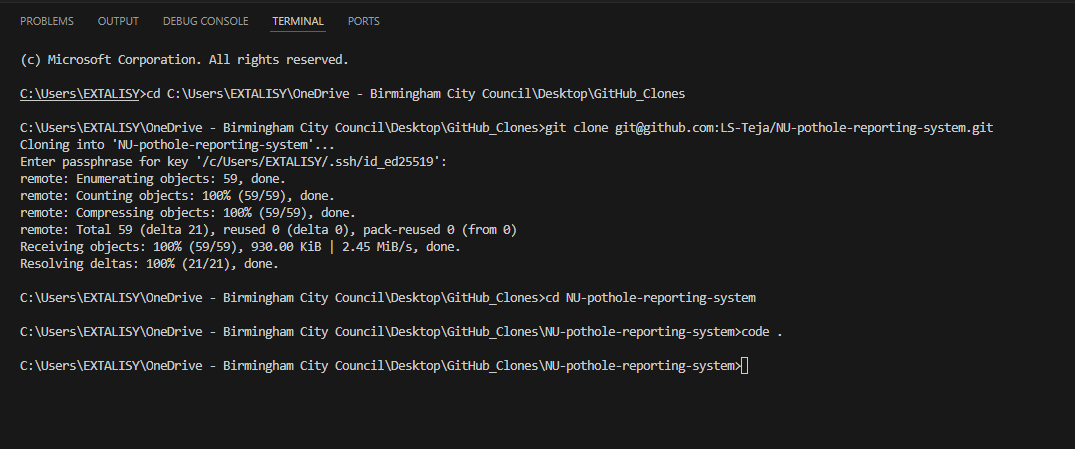 PROBLEMS OUTPUT DEBUG CONSOLE TERMINAL PORTS
(c) Microsoft Corporation. All rights reserved.
C:\Users\EXTALISY>cd C:\Users\EXTALISY\OneDrive - Birmingham City Council\Desktop\GitHub_Clones
C:\Users\EXTALISY\OneDrive - Birmingham City Council\Desktop\GitHub_Clones>git clone git@github.com:LS-Teja/NU-pothole-reporting-system.git
Cloning into 'NU-pothole-reporting-system'...
Enter passphrase for key '/c/Users/EXTALISY/.ssh/id_ed25519':
remote: Enumerating objects: 59, done.
remote: Counting objects: 100% (59/59), done.
remote: Compressing objects: 100% (59/59), done.
remote: Total 59 (delta 21), reused 0 (delta 0), pack-reused 0 (from 0)
Receiving objects: 100% (59/59), 930.00 KiB | 2.45 MiB/s, done.
Resolving deltas: 100% (21/21), done.
C:\Users\EXTALISY\OneDrive - Birmingham City Council\Desktop\GitHub_Clones>cd NU-pothole-reporting-system
C:\Users\EXTALISY\OneDrive - Birmingham City Council\Desktop\GitHub_Clones\NU-pothole-reporting-system>code .
C:\Users\EXTALISY\OneDrive - Birmingham City Council\Desktop\GitHub_Clones\NU-pothole-reporting-system>